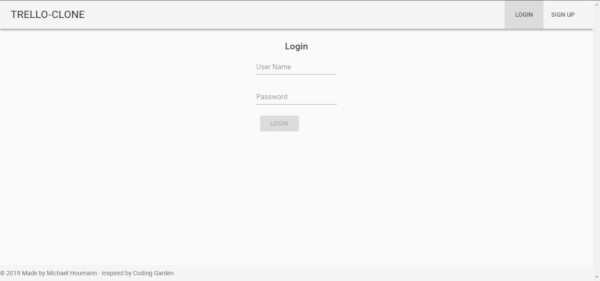 TRELLO-CLONE
LOGIN
SIGN UP
Login
User Name
Password
LOGIN
© 2019 Made by Michael Houmann - Inspired by Coding Garden